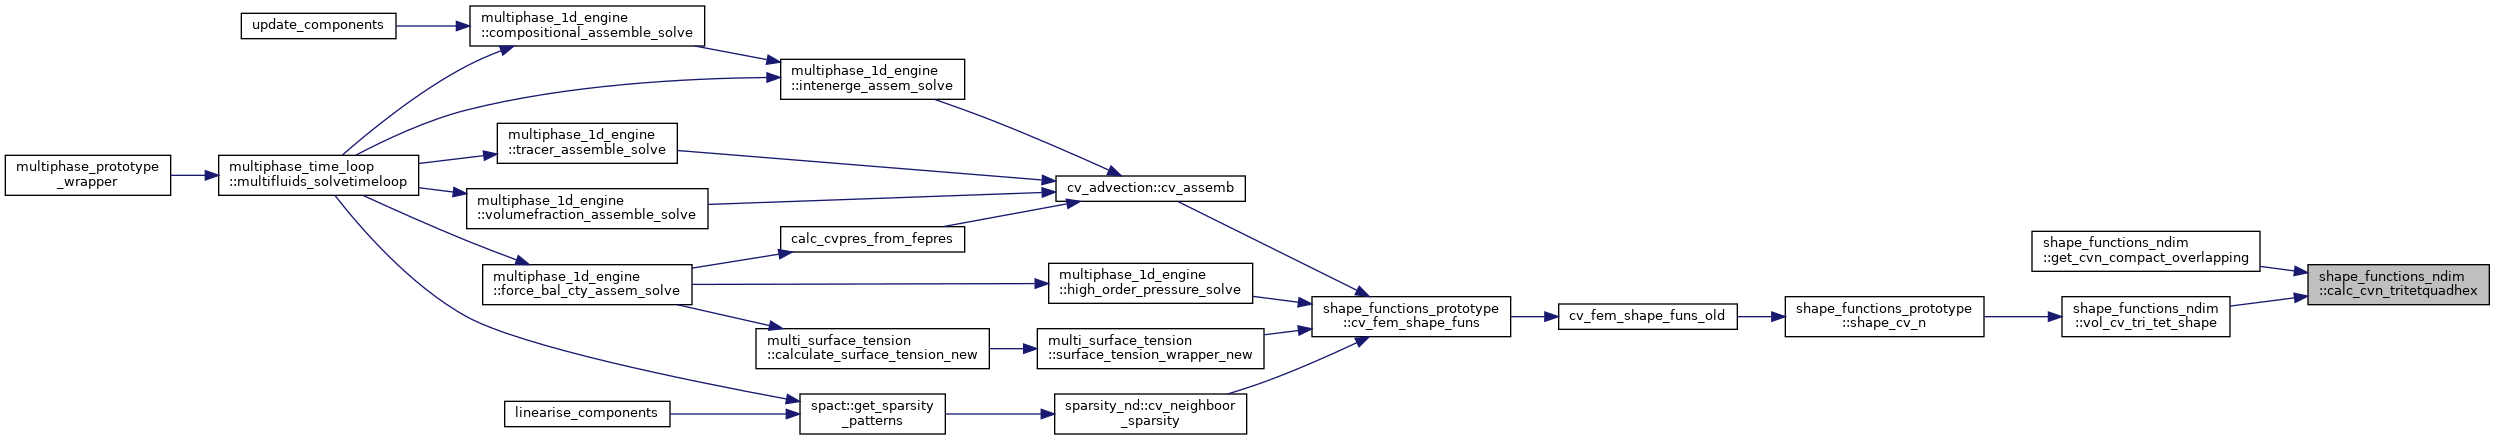 update_components
multiphase_1d_engine
::compositional_assemble_solve
multiphase_1d_engine
::intenerge_assem_solve
multiphase_1d_engine
::tracer_assemble_solve
multiphase_prototype
_wrapper
multiphase_time_loop
::multifluids_solvetimeloop
multiphase_1d_engine
::volumefraction_assemble_solve
cv_advection::cv_assemb
calc_cvpres_from_fepres
multiphase_1d_engine
::force_bal_cty_assem_solve
multiphase_1d_engine
::high_order_pressure_solve
multi_surface_tension
::calculate_surface_tension_new
multi_surface_tension
::surface_tension_wrapper_new
linearise_components
spact::get_sparsity
_patterns
sparsity_nd::cv_neighboor
_sparsity
shape_functions_prototype
::cv_fem_shape_funs
cv_fem_shape_funs_old
shape_functions_prototype
::shape_cv_n
shape_functions_ndim
::get_cvn_compact_overlapping
shape_functions_ndim
::vol_cv_tri_tet_shape
shape_functions_ndim
::calc_cvn_tritetquadhex